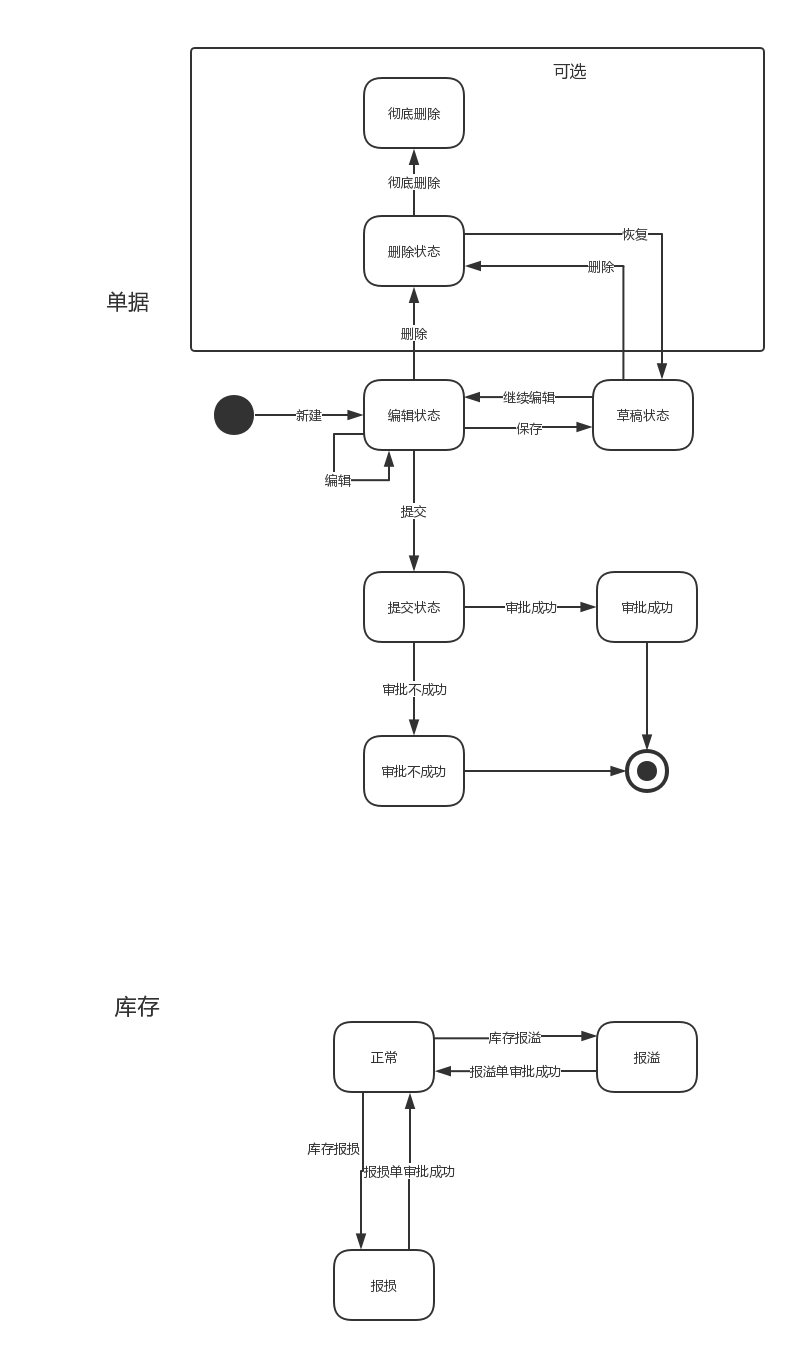 可选
彻底删除
彻底删除
删除状态
恢复
删除
单据
删除
新建
编辑状态
继续编辑
保存
草稿状态
编辑
提交
提交状态
审批成功
审批成功
审批不成功
审批不成功
库存
正常
库存报溢
报溢单审批成功
报溢
库存报损
报损单审批成功
报损